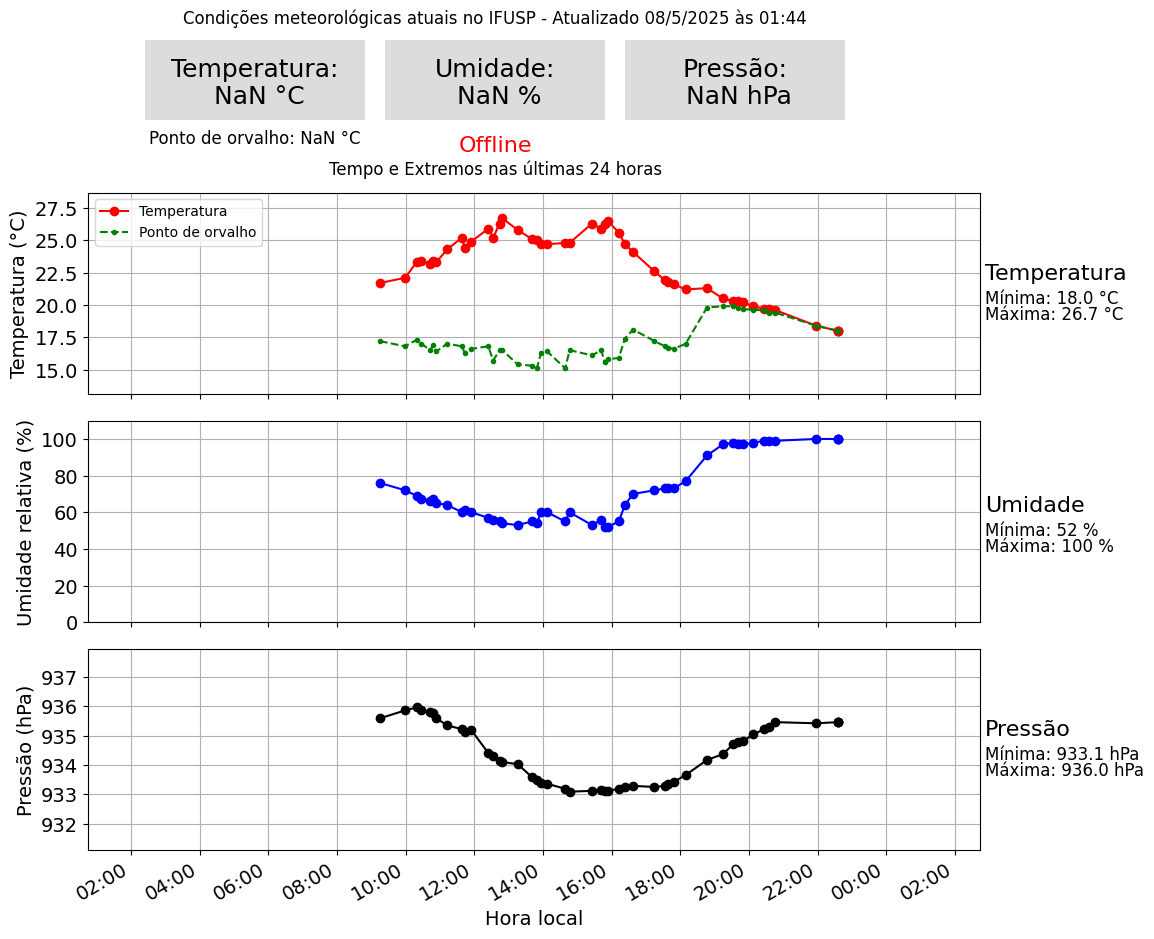 Condições meteorológicas atuais no IFUSP - Atualizado 08/5/2025 às 01:44
Temperatura:
NaN °C
Umidade:
NaN %
Pressão:
NaN hPa
Ponto de orvalho: NaN °C
Offline
Tempo e Extremos nas últimas 24 horas
Temperatura (°C)
27.5
25.0
22.5
20.0
17.5
15.0
Temperatura
Ponto de orvalho
Temperatura
Mínima: 18.0 °C
Máxima: 26.7 °C
Umidade relativa (%)
100
80
60
40
20
0
Umidade
Mínima: 52 %
Máxima: 100 %
Pressão (hPa)
937
936
935
934
933
932
Pressão
Mínima: 933.1 hPa
Máxima: 936.0 hPa
02:00 04:00 06:00 08:00 10:00 12:00 14:00 16:00 18:00 20:00 22:00 00:00 02:00
Hora local